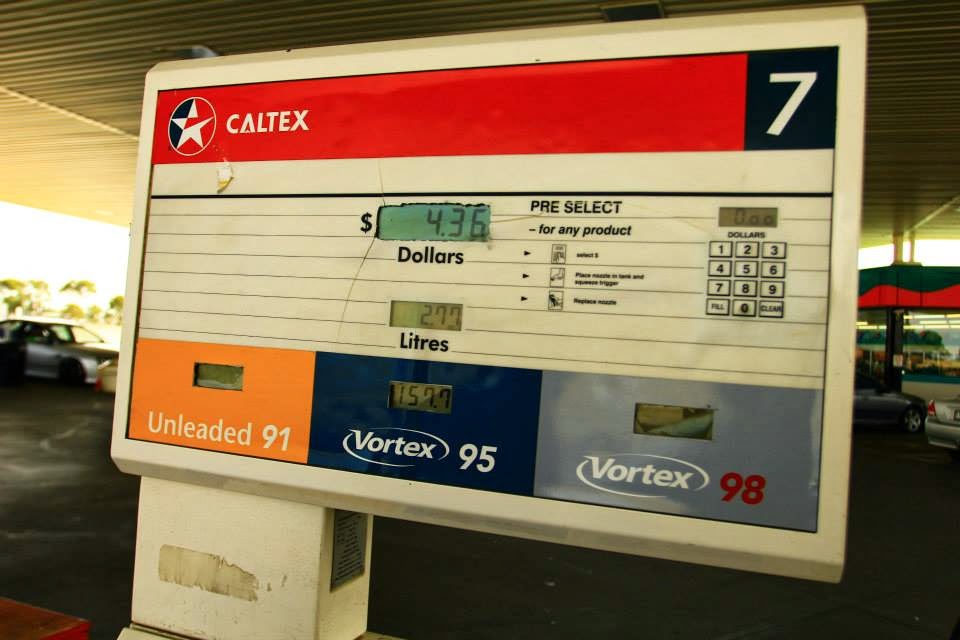 CALTEX
7
$ 4.36
Dollars
PRE SELECT
– for any product
select $
Place nozzle in tank and
squeeze trigger
Replace nozzle
0.00
DOLLARS
1 2 3
4 5 6
7 8 9
FILL 0 CLEAR
2.77
Litres
157.7
Unleaded 91
Vortex 95
Vortex 98